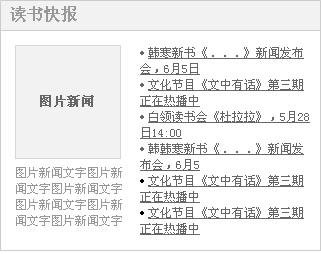 读书快报
图片新闻
图片新闻文字图片新
闻文字图片新闻文字
图片新闻文字图片新
闻文字图片新闻文字
• 韩寒新书《...》新闻发布
会，6月5日
• 文化节目《文中有话》第三期
正在热播中
• 白领读书会《杜拉拉》，5月28
日14:00
• 韩韩寒新书《...》新闻发
布会，6月5
• 文化节目《文中有话》第三期
正在热播中
• 文化节目《文中有话》第三期
正在热播中